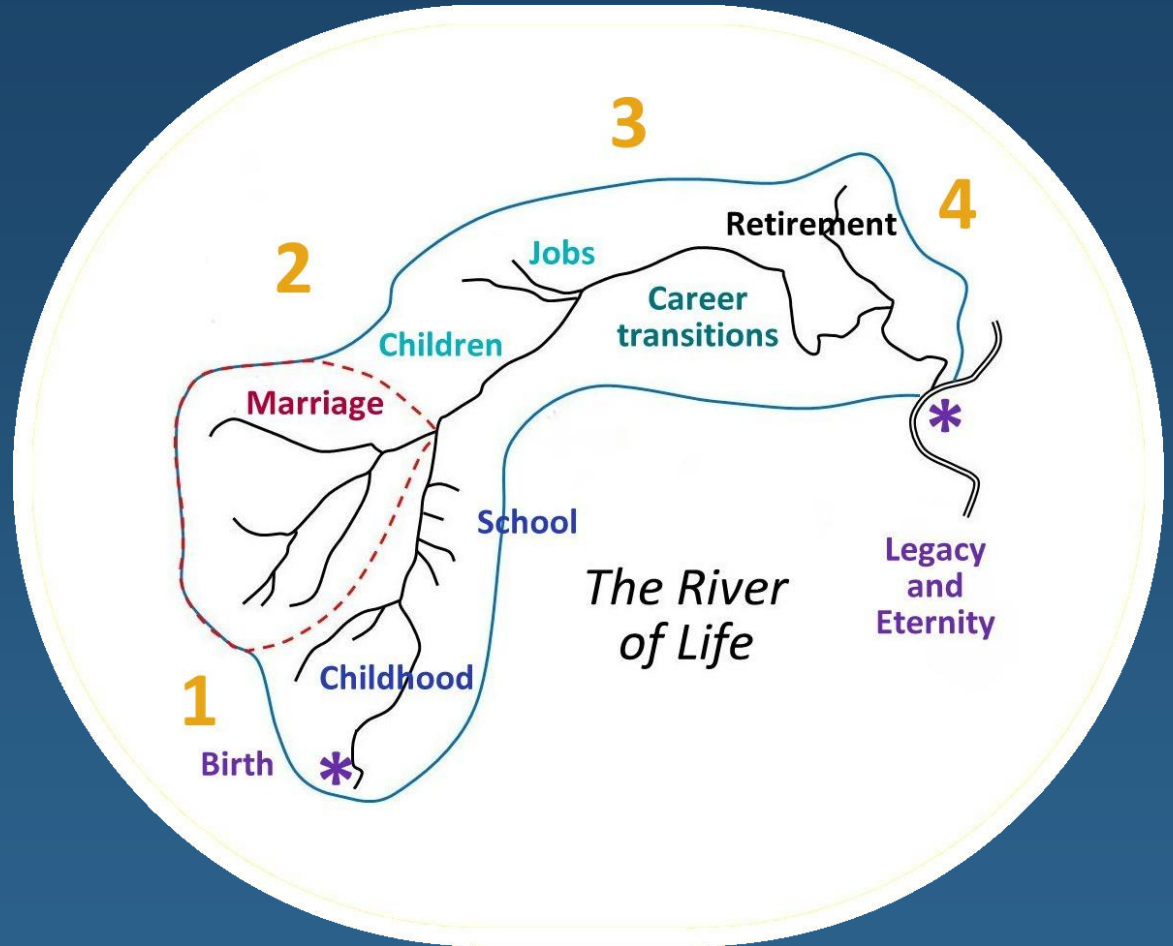 3
4
Retirement
2
Jobs
Career
transitions
Children
Marriage
*
School
Legacy
and
Eternity
The River
of Life
Childhood
1
Birth
*